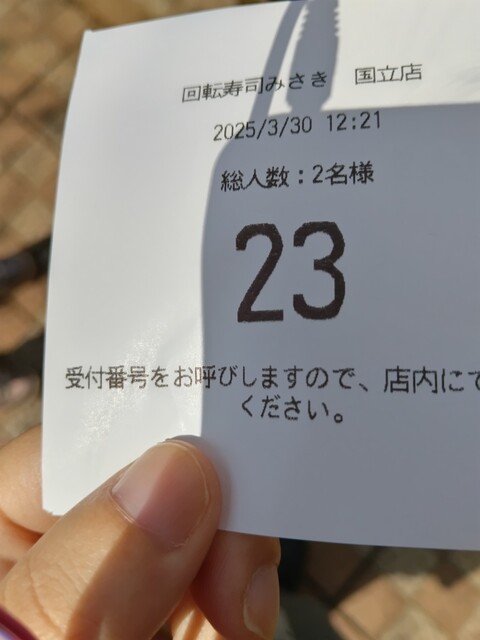 回転寿司みさき 国立店
2025/3/30 12:21
総人数：2名様
23
受付番号をお呼びしますので、店内にて
ください。